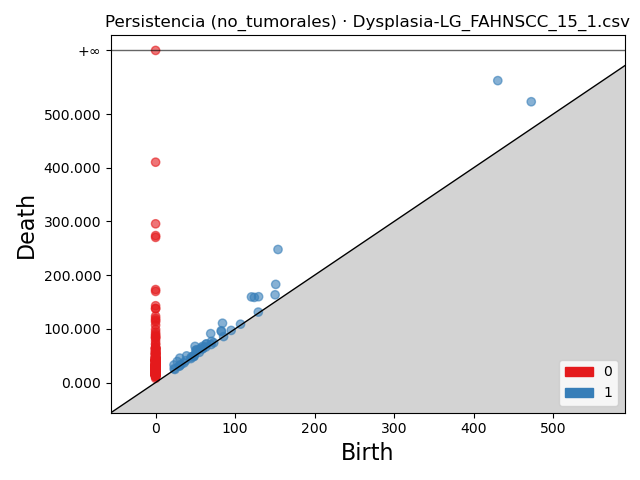 Persistencia (no_tumorales) · Dysplasia-LG_FAHNSCC_15_1.csv
+∞
500.000
400.000
300.000
200.000
100.000
0.000
Death
0
1
0 100 200 300 400 500
Birth